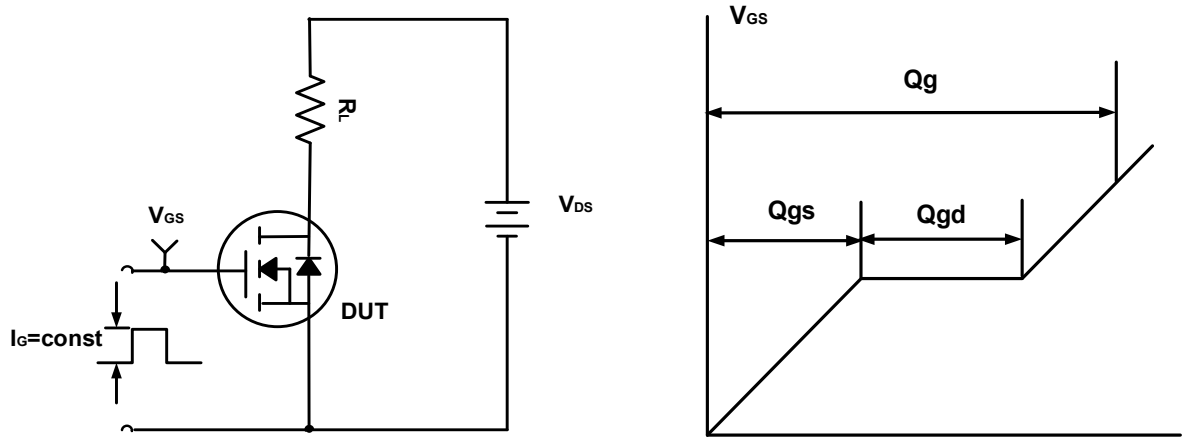 RL
VGS
VDS
DUT
IG=const
VGS
Qg
Qgs
Qgd